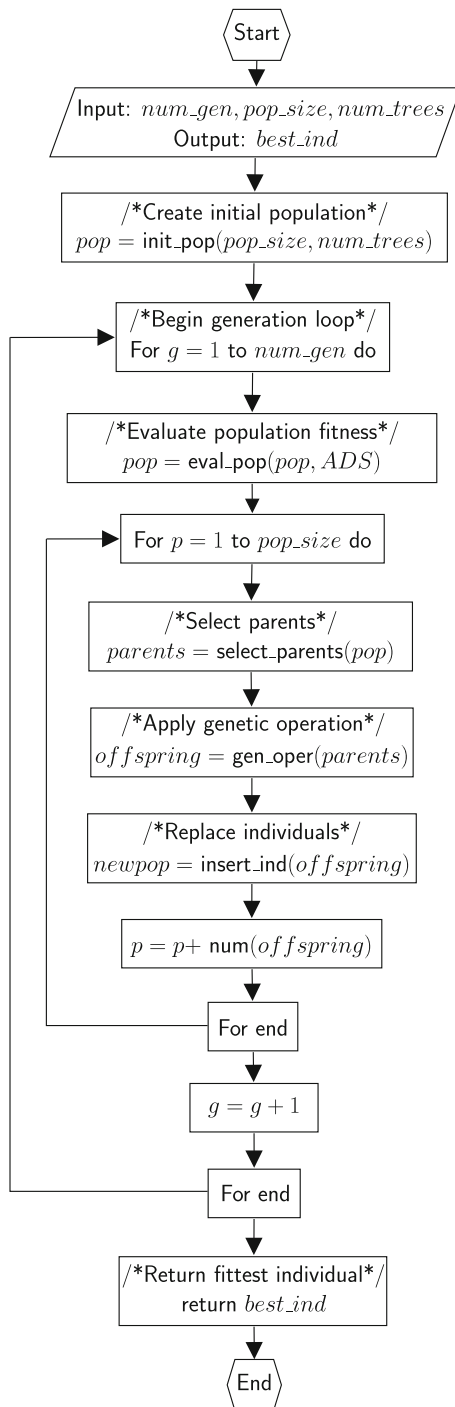 Start
Input: num_gen, pop_size, num_trees
Output: best_ind
/*Create initial population*/
pop = init_pop(pop_size, num_trees)
/*Begin generation loop*/
For g = 1 to num_gen do
/*Evaluate population fitness*/
pop = eval_pop(pop, ADS)
For p = 1 to pop_size do
/*Select parents*/
parents = select_parents(pop)
/*Apply genetic operation*/
offspring = gen_oper(parents)
/*Replace individuals*/
newpop = insert_ind(offspring)
p = p+ num(offspring)
For end
g = g + 1
For end
/*Return fittest individual*/
return best_ind
End